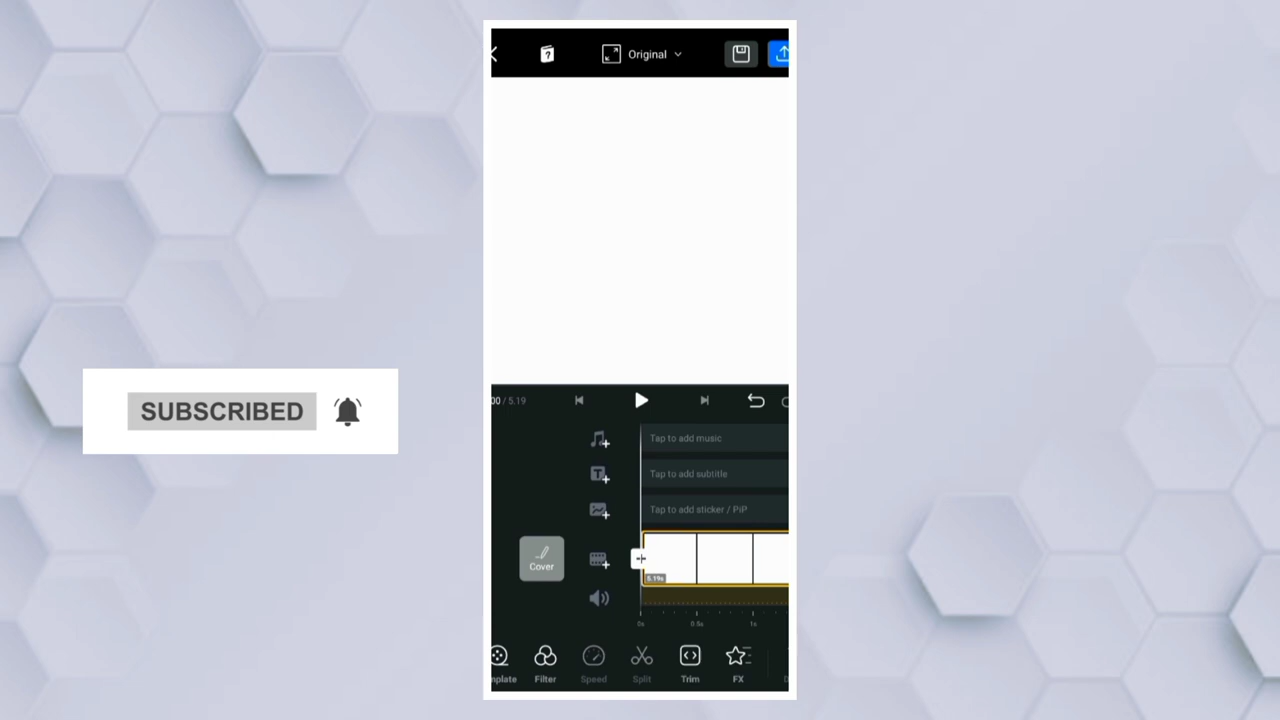 Original
SUBSCRIBED
00 / 5.19
Tap to add music
Tap to add subtitle
Tap to add sticker / PiP
Cover
5.19s
0s 0.5s 1s
mplate Filter Speed Split Trim FX